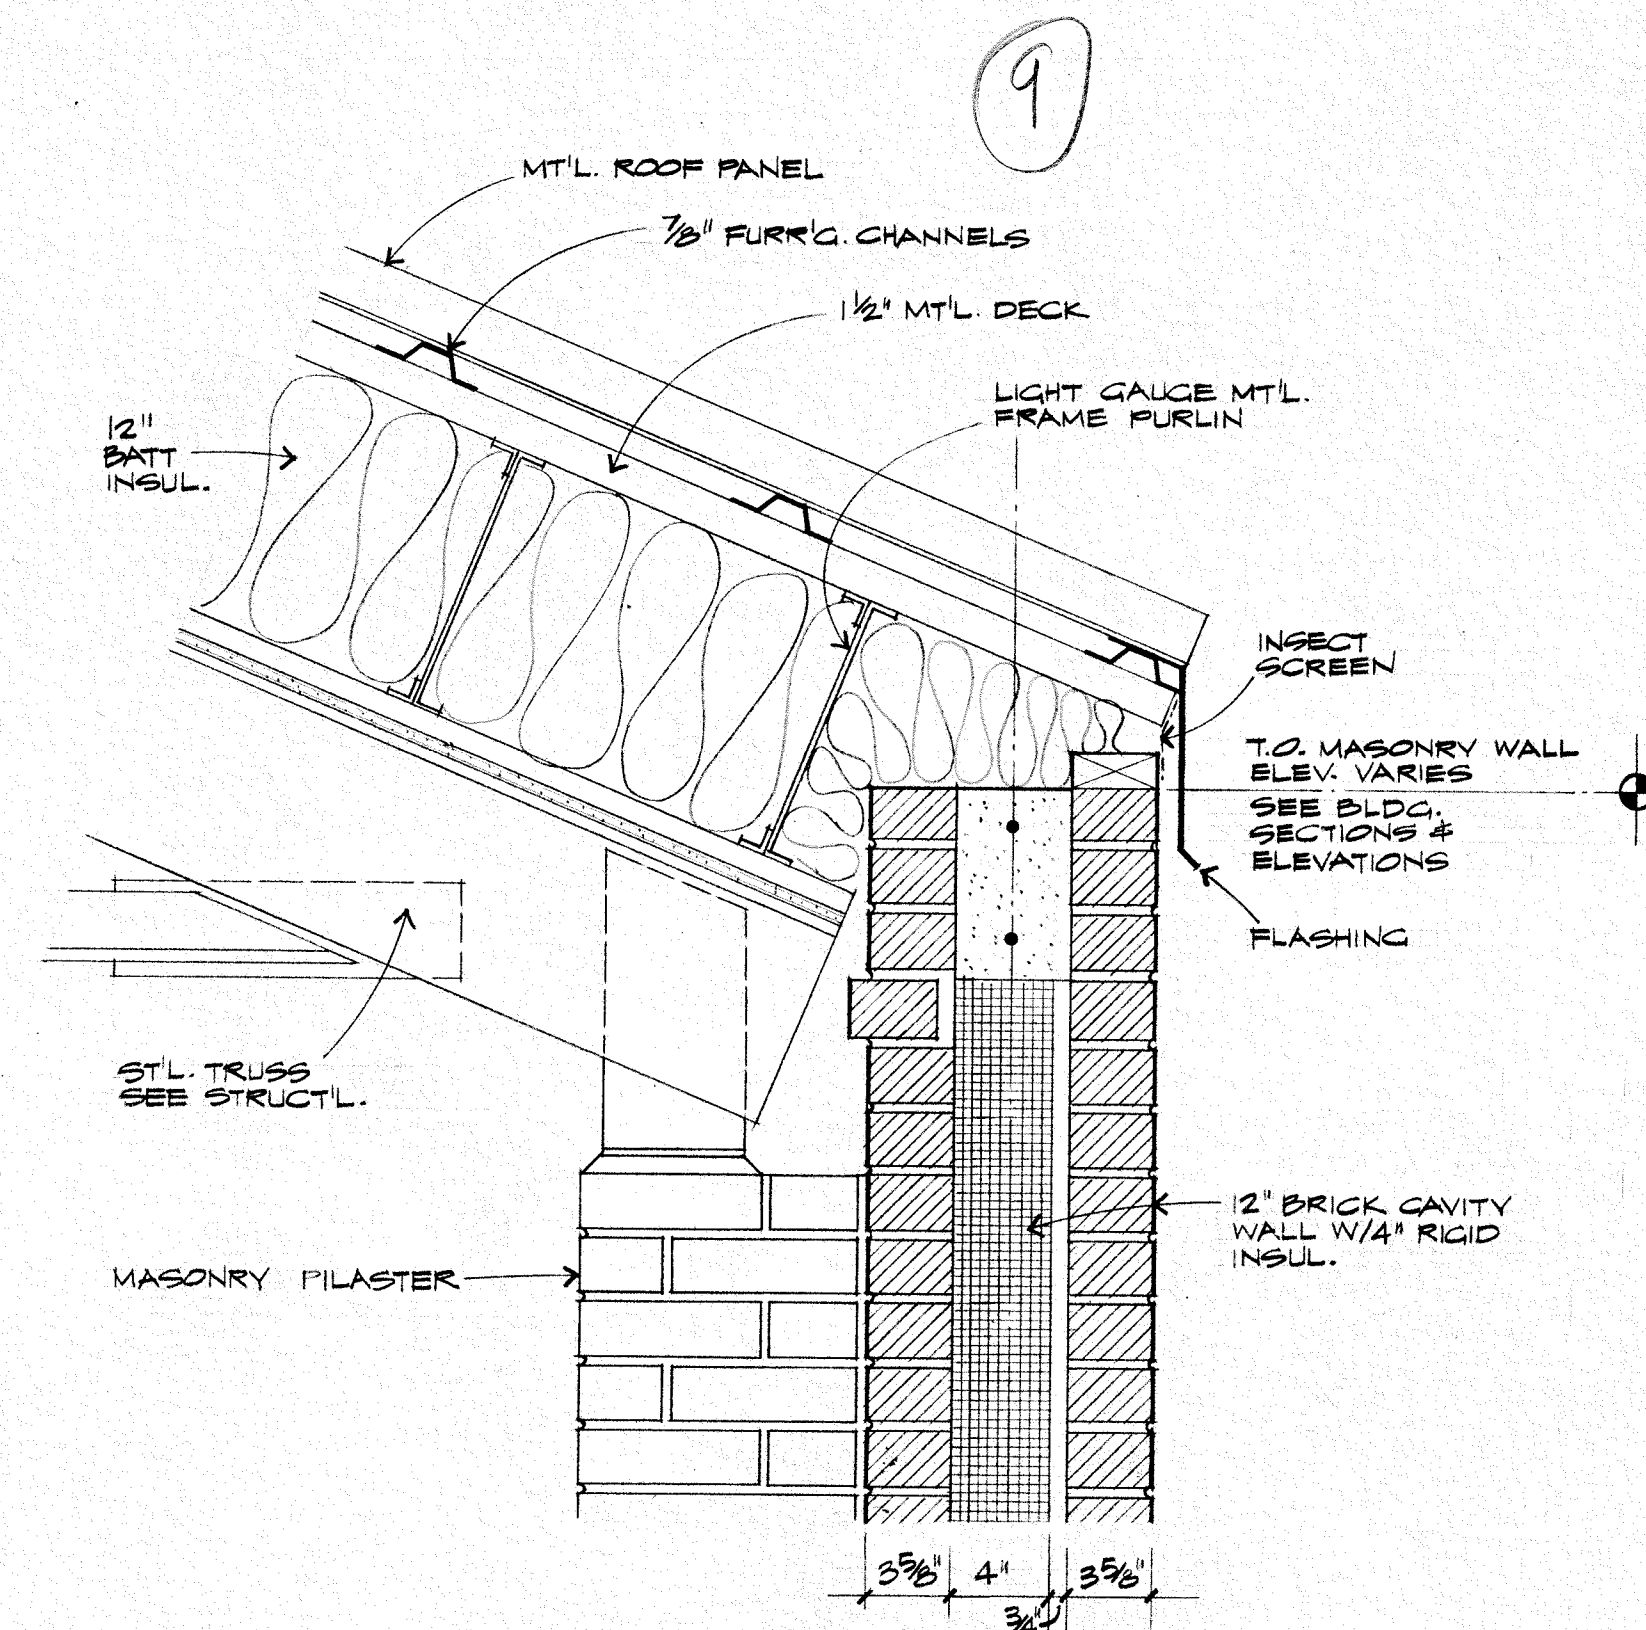 9
MT'L. ROOF PANEL
7/8" FURR'G. CHANNELS
1 1/2" MT'L. DECK
LIGHT GAUGE MT'L.
FRAME PURLIN
12"
BATT
INSUL.
INSECT
SCREEN
T.O. MASONRY WALL
ELEV. VARIES
SEE BLDG.
SECTIONS &
ELEVATIONS
FLASHING
ST'L. TRUSS
SEE STRUCT'L.
12" BRICK CAVITY
WALL W/4" RIGID
INSUL.
MASONRY PILASTER
3 5/8" 4" 3 5/8"
3/4"